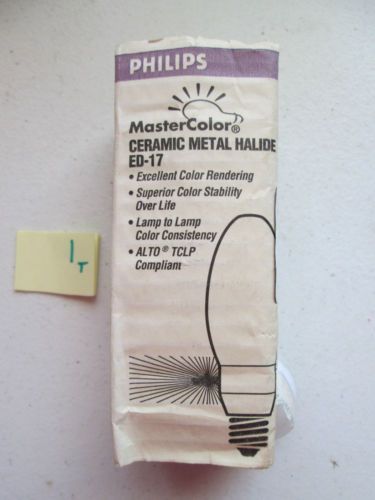 PHILIPS
MasterColor®
CERAMIC METAL HALIDE
ED-17
• Excellent Color Rendering
• Superior Color Stability
Over Life
• Lamp to Lamp
Color Consistency
• ALTO® TCLP
Compliant
1 T